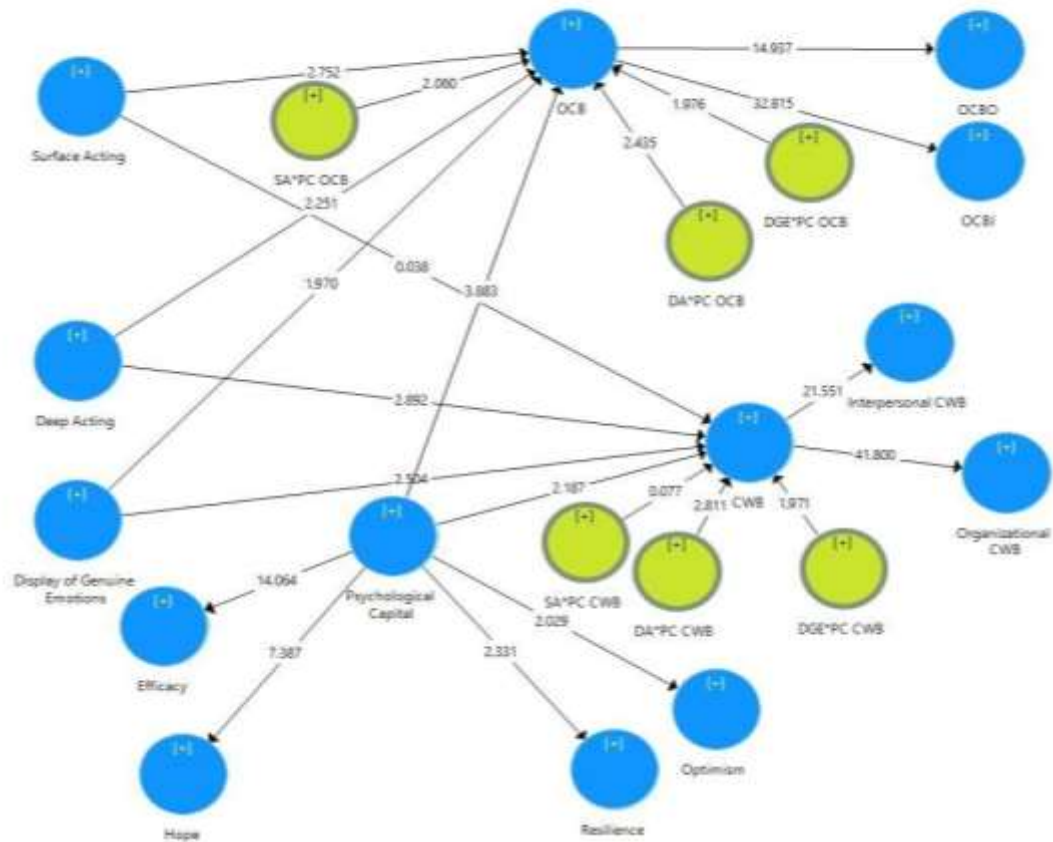 [+]
[+]
[+]
14.937
2.752
[+]
2.060
1.976
32.815
OCB
OCBO
[+]
[+]
Surface Acting
2.435
SA*PC OCB
DGE*PC OCB
OCBI
2.251
[+]
0.038
1.970
3.883
DA*PC OCB
[+]
[+]
21.551
Interpersonal CWB
2.892
[+]
Deep Acting
[+]
41.800
2.504
2.187
0.077
2.811
CWB
1.971
[+]
[+]
[+]
[+]
[+]
Organizational
CWB
Display of Genuine
Emotions
14.064
Psychological
Capital
SA*PC CWB
DA*PC CWB
DGE*PC CWB
[+]
2.029
7.387
2.331
Efficacy
[+]
[+]
[+]
Optimism
Hope
Resilience